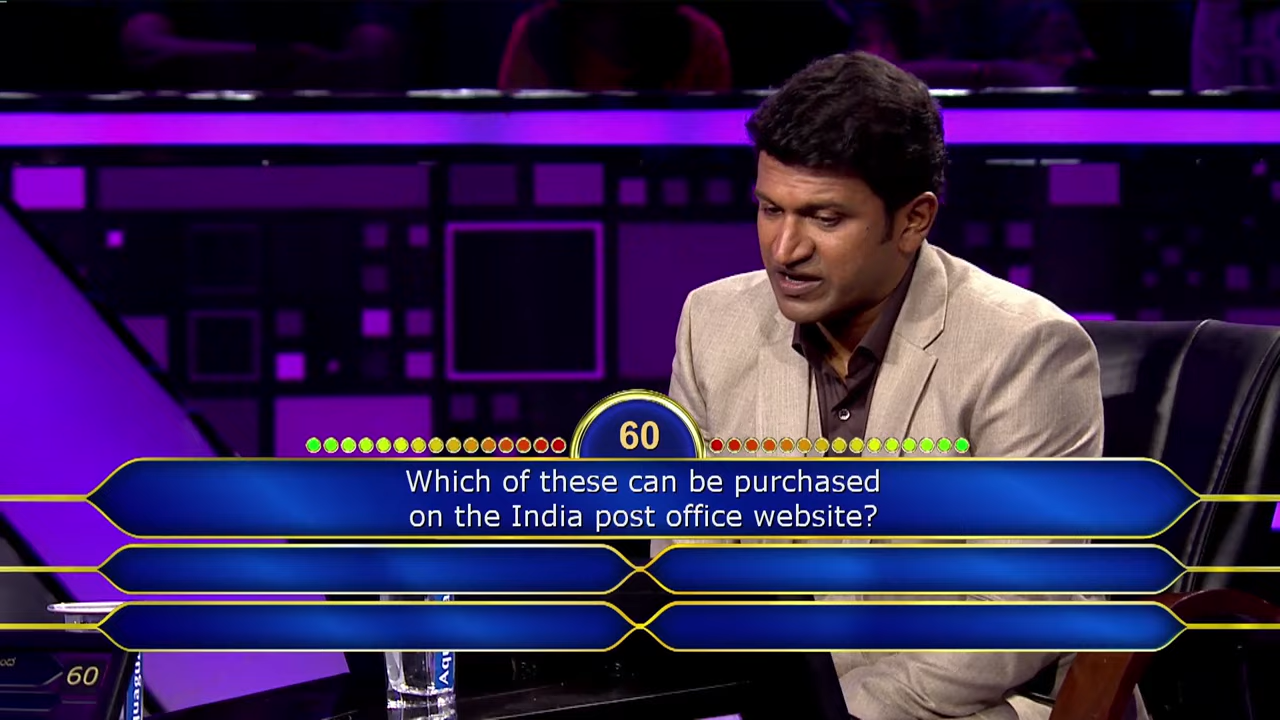 60
Which of these can be purchased
on the India post office website?
60